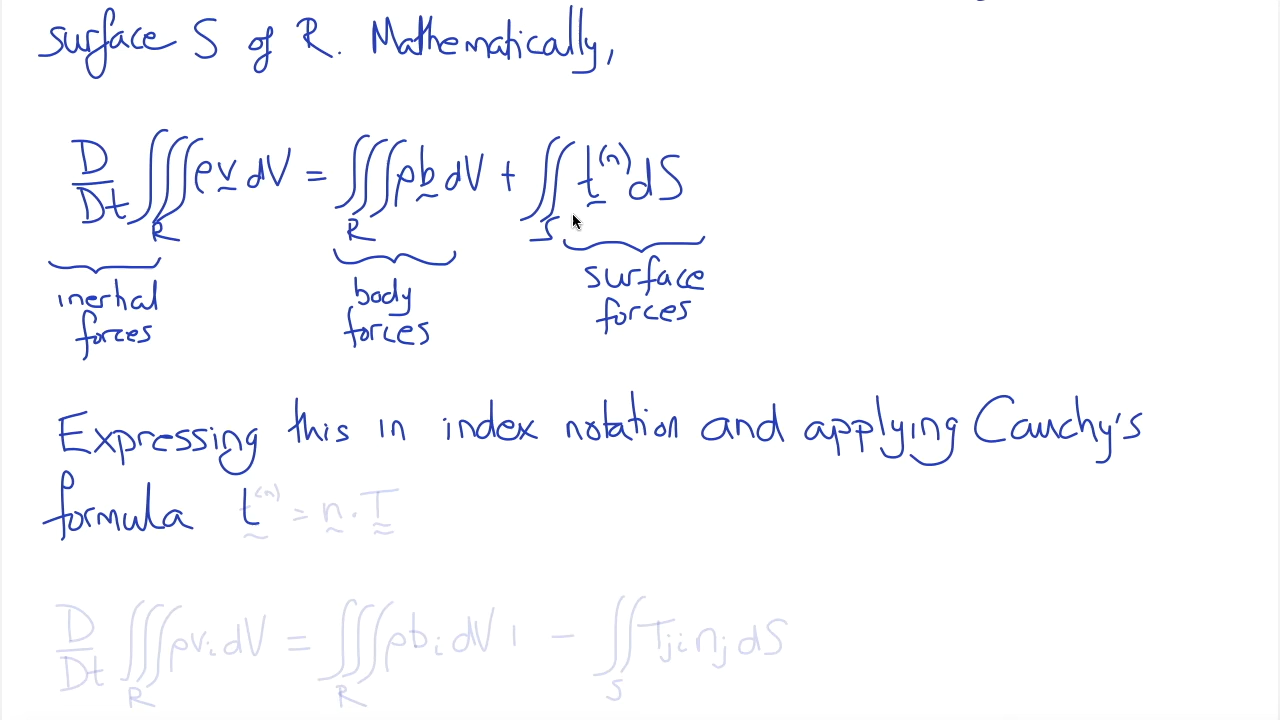 surface S of R. Mathematically,
D/Dt ∭_R ρv dV = ∭_R ρb dV + ∬_S t^(n) dS
inertial forces
body forces
surface forces
Expressing this in index notation and applying Cauchy's
formula t^(n) = n · T
D/Dt ∭_R ρv_i dV = ∭_R ρb_i dV - ∬_S T_ji n_j dS